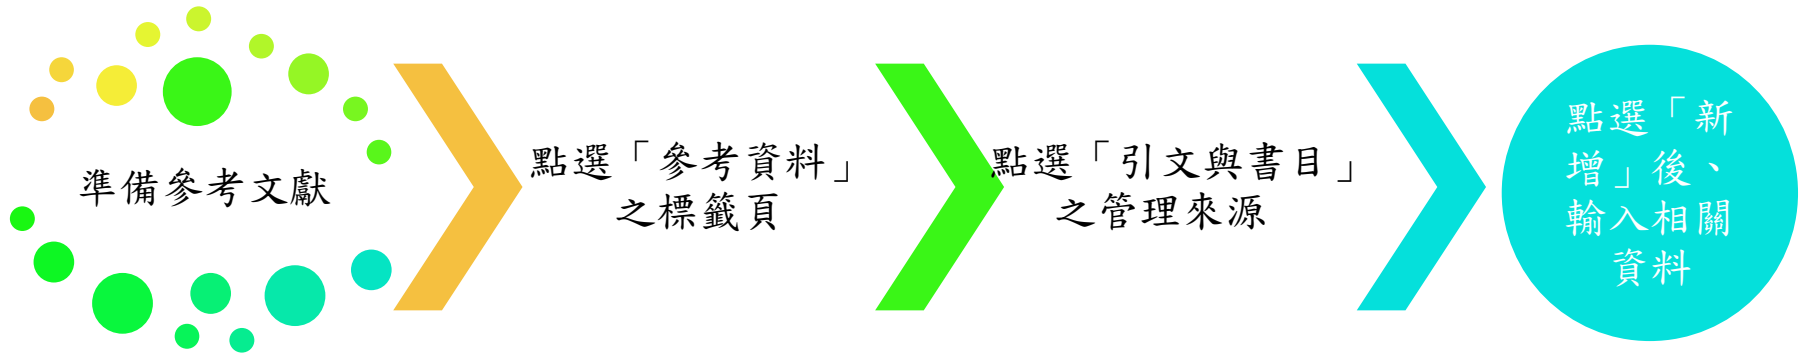 準備參考文獻
點選「參考資料」
之標籤頁
點選「引文與書目」
之管理來源
點選「新
增」後、
輸入相關
資料